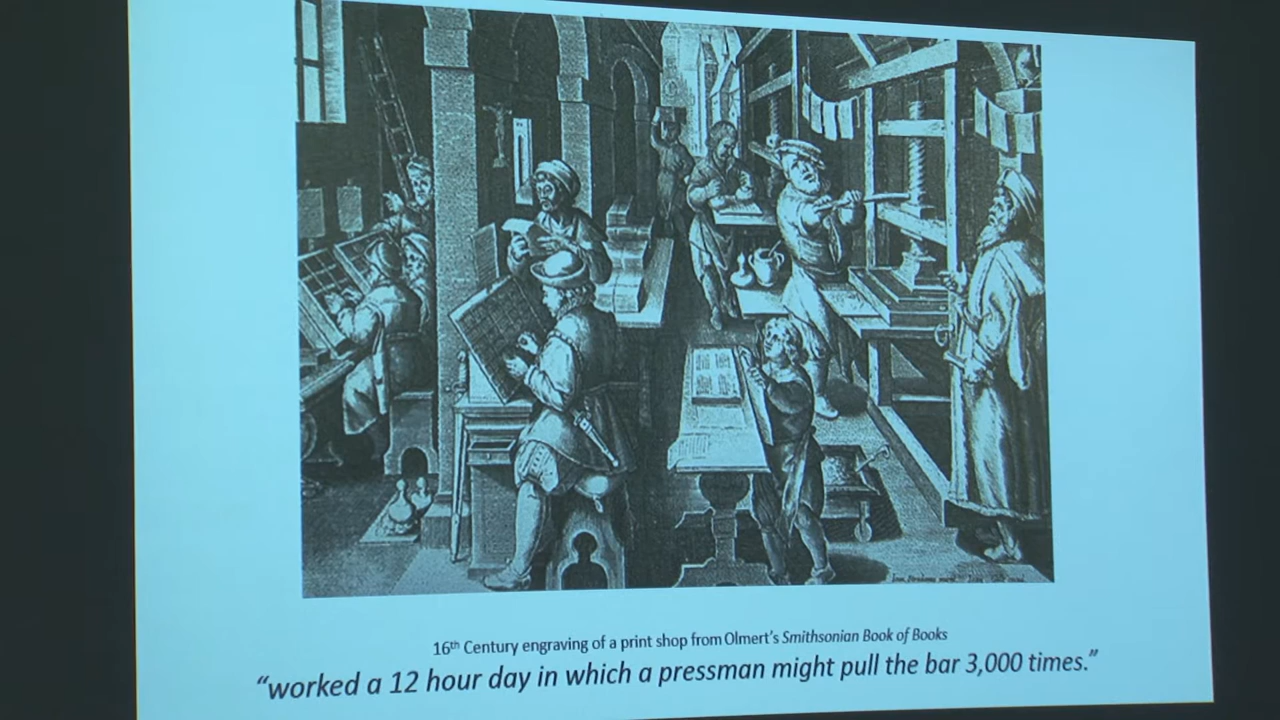 16th Century engraving of a print shop from Olmert's Smithsonian Book of Books
“worked a 12 hour day in which a pressman might pull the bar 3,000 times.”